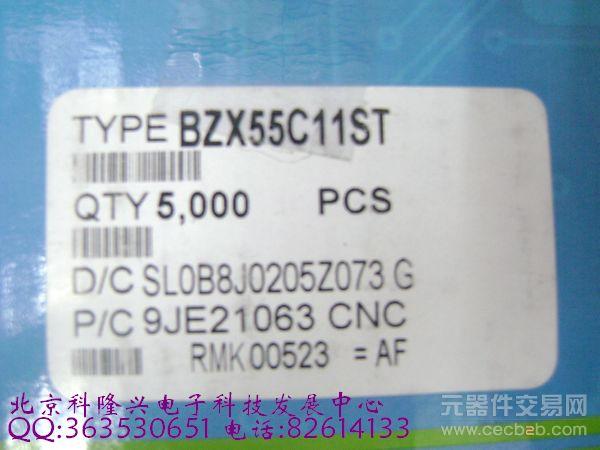 TYPE BZX55C11ST
QTY 5,000 PCS
D/C SL0B8J0205Z073 G
P/C 9JE21063 CNC
RMK 00523 = AF
北京科隆兴电子科技发展中心
QQ:363530651 电话:82614133
元器件交易网
www.cecbeb.com